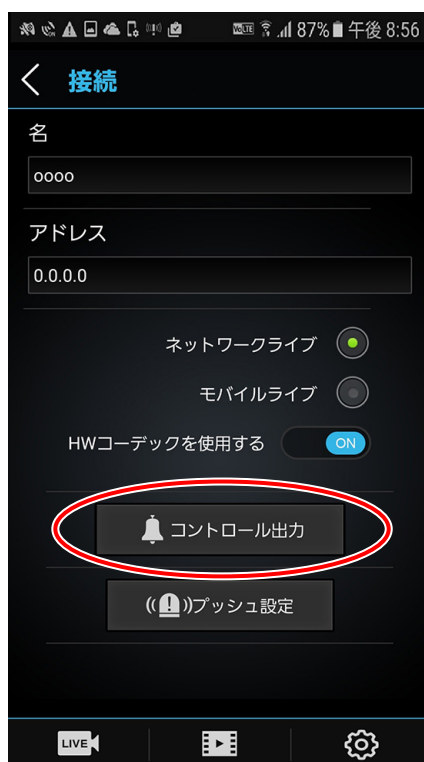 VoLTE 87% 午後 8:56
接続
名
oooo
アドレス
0.0.0.0
ネットワークライブ
モバイルライブ
HWコーデックを使用する ON
コントロール出力
プッシュ設定
LIVE